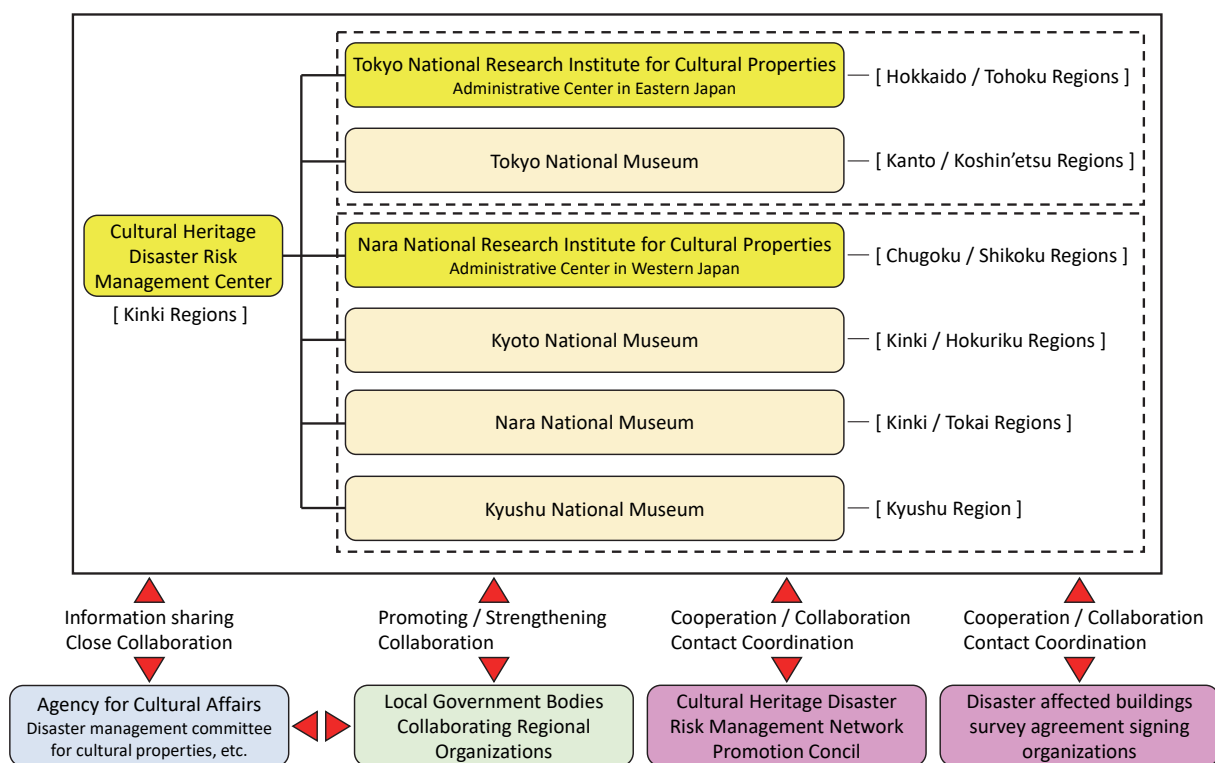 Tokyo National Research Institute for Cultural Properties
Administrative Center in Eastern Japan
[ Hokkaido / Tohoku Regions ]
Tokyo National Museum
[ Kanto / Koshin’etsu Regions ]
Cultural Heritage
Disaster Risk
Management Center
[ Kinki Regions ]
Nara National Research Institute for Cultural Properties
Administrative Center in Western Japan
[ Chugoku / Shikoku Regions ]
Kyoto National Museum
[ Kinki / Hokuriku Regions ]
Nara National Museum
[ Kinki / Tokai Regions ]
Kyushu National Museum
[ Kyushu Region ]
Information sharing
Close Collaboration
Promoting / Strengthening
Collaboration
Cooperation / Collaboration
Contact Coordination
Cooperation / Collaboration
Contact Coordination
Agency for Cultural Affairs
Disaster management committee
for cultural properties, etc.
Local Government Bodies
Collaborating Regional
Organizations
Cultural Heritage Disaster
Risk Management Network
Promotion Concil
Disaster affected buildings
survey agreement signing
organizations